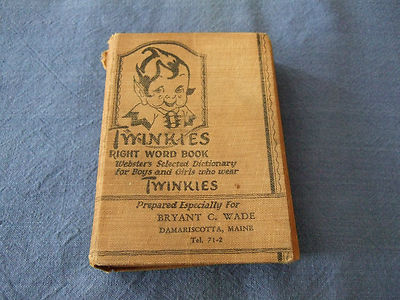 TWINKIES
RIGHT WORD BOOK
Webster's Selected Dictionary
for Boys and Girls who wear
TWINKIES
Prepared Especially For
BRYANT C. WADE
DAMARISCOTTA, MAINE
Tel. 71-2